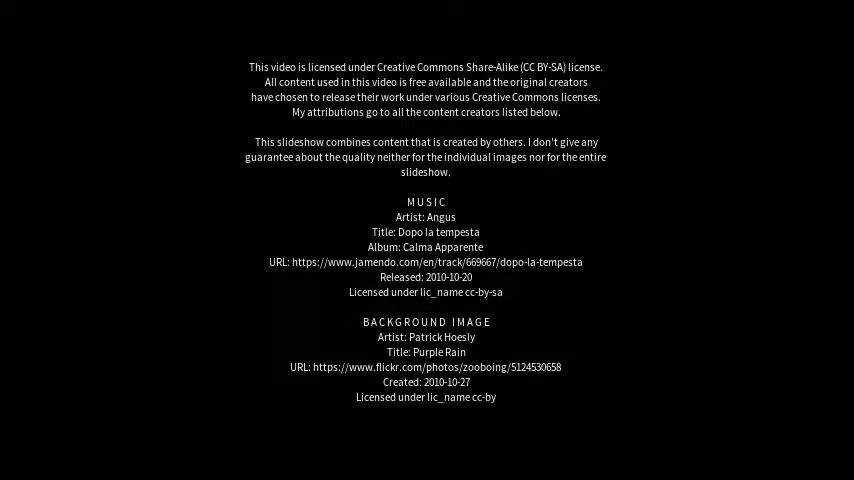 This video is licensed under Creative Commons Share-Alike (CC BY-SA) license.
All content used in this video is free available and the original creators
have chosen to release their work under various Creative Commons licenses.
My attributions go to all the content creators listed below.
This slideshow combines content that is created by others. I don't give any
guarantee about the quality neither for the individual images nor for the entire
slideshow.
MUSIC
Artist: Angus
Title: Dopo la tempesta
Album: Calma Apparente
URL: https://www.jamendo.com/en/track/669667/dopo-la-tempesta
Released: 2010-10-20
Licensed under lic_name cc-by-sa
BACKGROUND IMAGE
Artist: Patrick Hoesly
Title: Purple Rain
URL: https://www.flickr.com/photos/zooboing/5124530658
Created: 2010-10-27
Licensed under lic_name cc-by